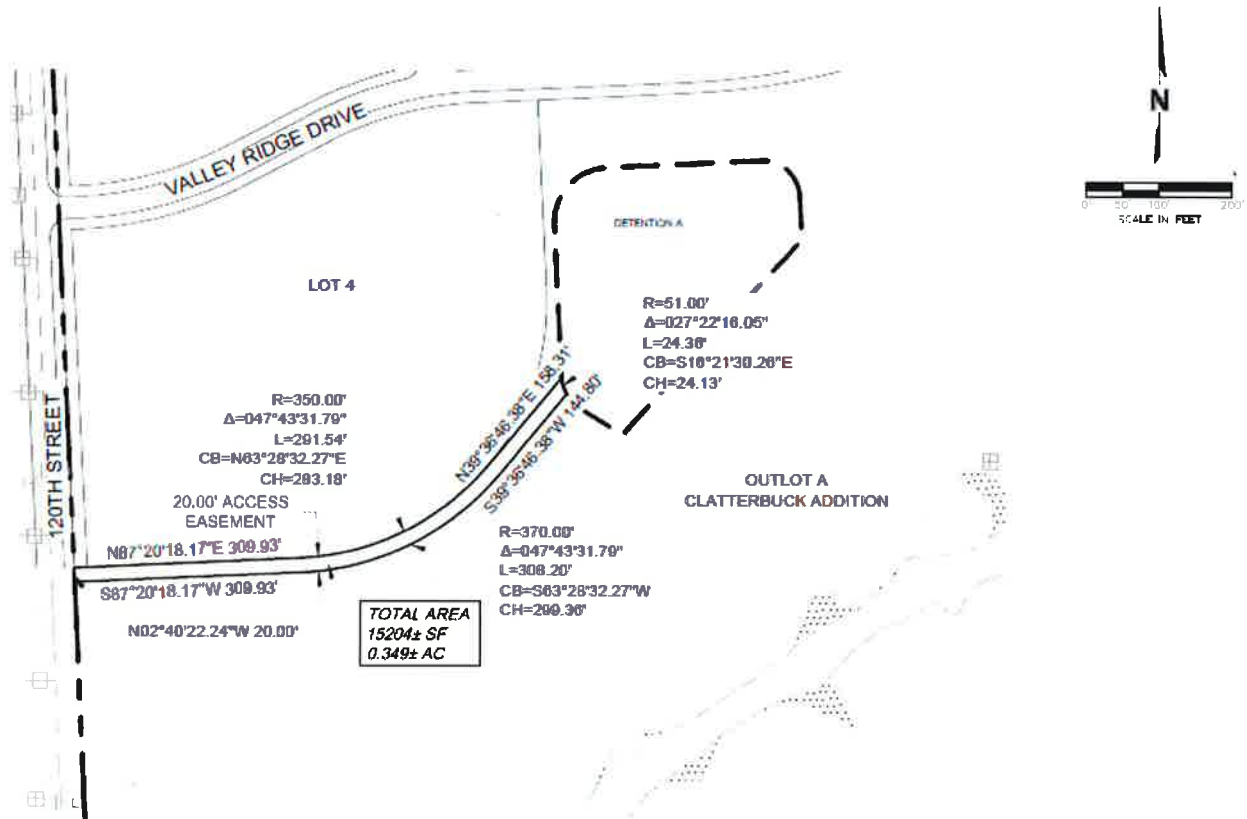 N
0' 50' 100' 200'
SCALE IN FEET
VALLEY RIDGE DRIVE
DETENTION A
LOT 4
R=51.00'
Δ=027°22'16.05"
L=24.36'
CB=S16°21'30.26"E
CH=24.13'
120TH STREET
R=350.00'
Δ=047°43'31.79"
L=291.54'
CB=N63°28'32.27"E
CH=283.18'
N39°36'46.38"E 158.31'
S39°36'46.38"W 144.80'
20.00' ACCESS
EASEMENT
OUTLOT A
CLATTERBUCK ADDITION
N87°20'18.17"E 309.93'
S87°20'18.17"W 309.93'
R=370.00'
Δ=047°43'31.79"
L=308.20'
CB=S63°28'32.27"W
CH=299.36'
N02°40'22.24"W 20.00'
TOTAL AREA
15204± SF
0.349± AC